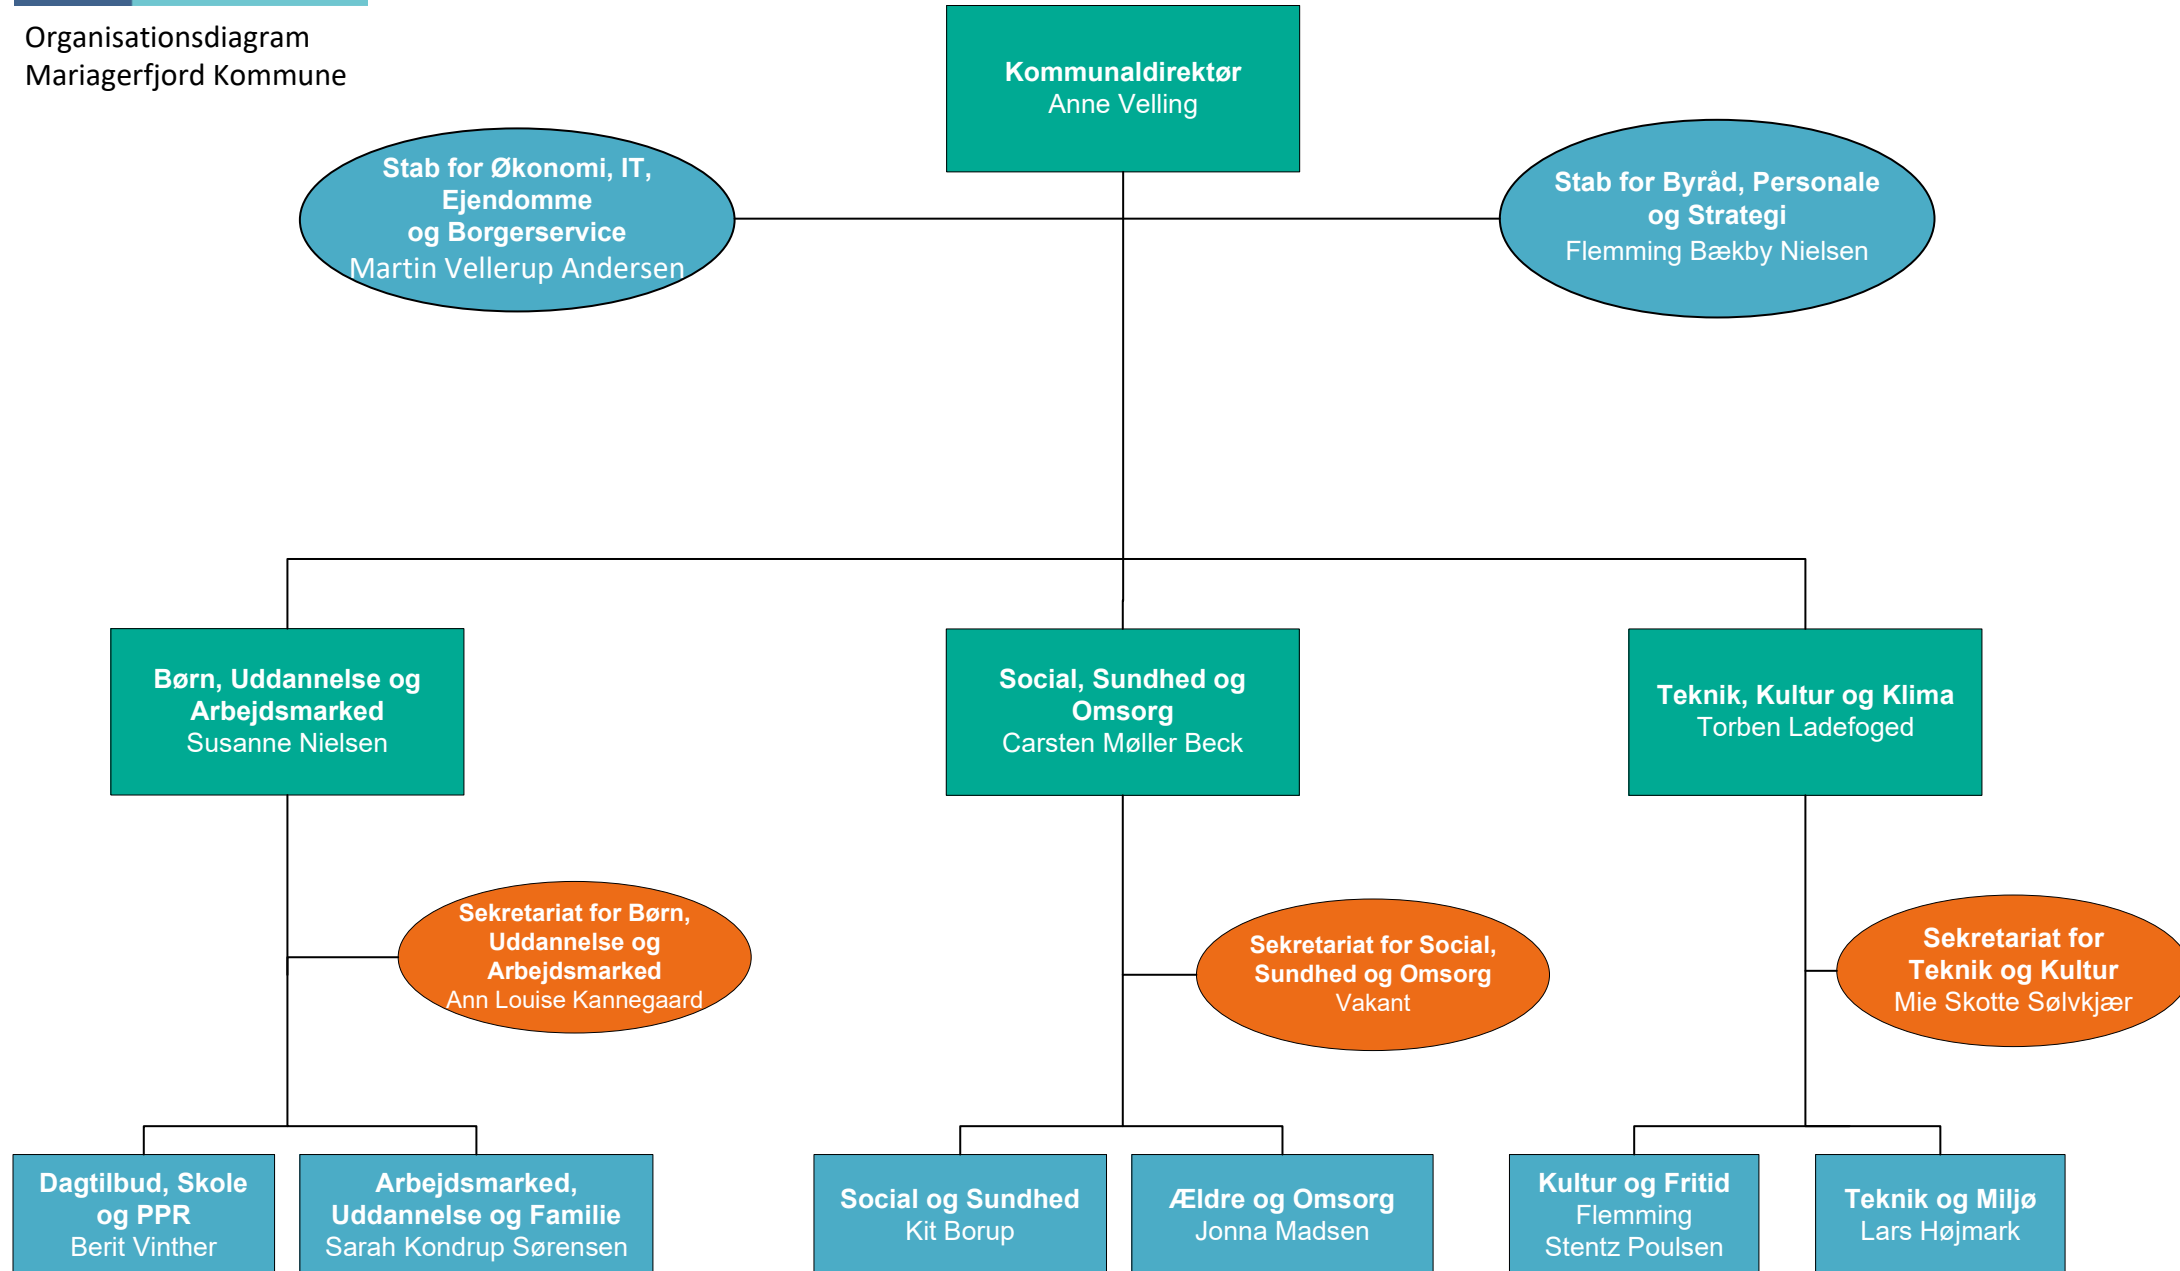 Organisationsdiagram
Mariagerfjord Kommune
Kommunaldirektør
Anne Velling
Stab for Økonomi, IT,
Ejendomme
og Borgerservice
Martin Vellerup Andersen
Stab for Byråd, Personale
og Strategi
Flemming Bækby Nielsen
Børn, Uddannelse og
Arbejdsmarked
Susanne Nielsen
Social, Sundhed og
Omsorg
Carsten Møller Beck
Teknik, Kultur og Klima
Torben Ladefoged
Sekretariat for Børn,
Uddannelse og
Arbejdsmarked
Ann Louise Kannegaard
Sekretariat for Social,
Sundhed og Omsorg
Vakant
Sekretariat for
Teknik og Kultur
Mie Skotte Sølvkjær
Dagtilbud, Skole
og PPR
Berit Vinther
Arbejdsmarked,
Uddannelse og Familie
Sarah Kondrup Sørensen
Social og Sundhed
Kit Borup
Ældre og Omsorg
Jonna Madsen
Kultur og Fritid
Flemming
Stentz Poulsen
Teknik og Miljø
Lars Højmark